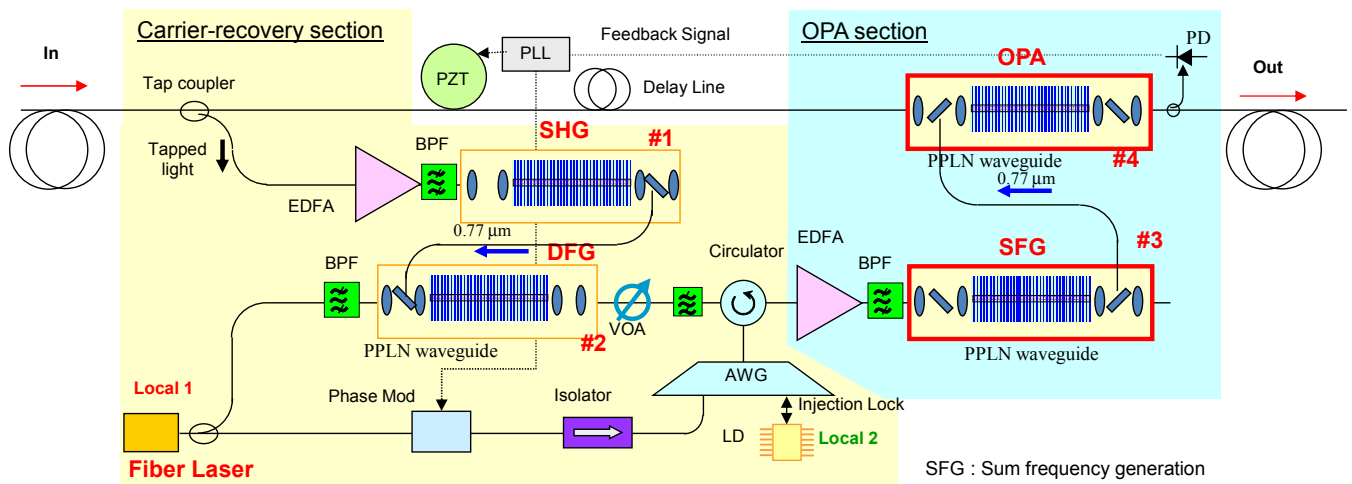 Carrier-recovery section
OPA section
In
PLL
Feedback Signal
PD
PZT
OPA
Out
Tap coupler
Delay Line
Tapped
light
BPF
SHG
#1
PPLN waveguide
#4
0.77 μm
EDFA
0.77 μm
DFG
Circulator
EDFA
SFG
#3
BPF
BPF
VOA
#2
PPLN waveguide
PPLN waveguide
AWG
Local 1
Phase Mod
Isolator
Injection Lock
LD
Local 2
Fiber Laser
SFG : Sum frequency generation